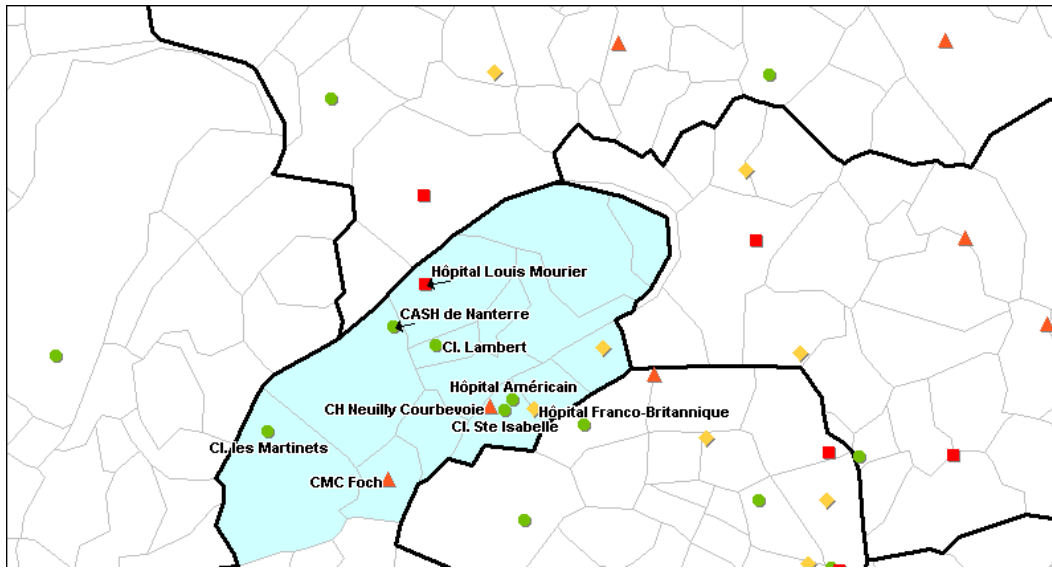 Hôpital Louis Mourier
CASH de Nanterre
Cl. Lambert
Hôpital Américain
CH Neuilly Courbevoie
Hôpital Franco-Britannique
Cl. Ste Isabelle
Cl. les Martinets
CMC Foch